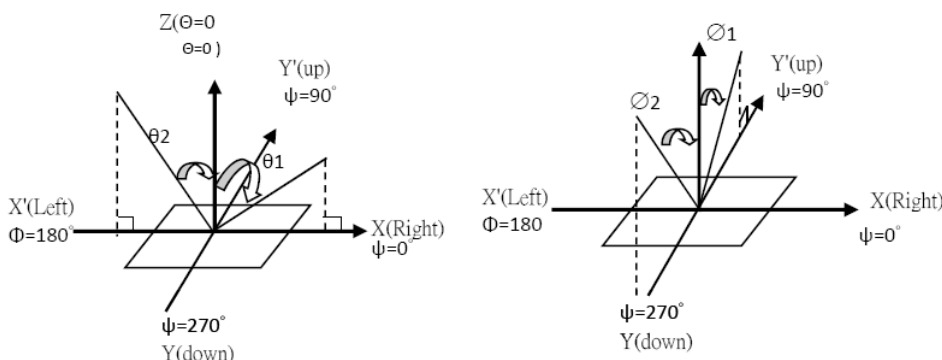 Z(Θ=0
Θ=0 )
Y'(up)
ψ=90°
θ2
θ1
X'(Left)
Φ=180°
X(Right)
ψ=0°
ψ=270°
Y(down)
∅1
Y'(up)
ψ=90°
∅2
X'(Left)
Φ=180
X(Right)
ψ=0°
ψ=270°
Y(down)